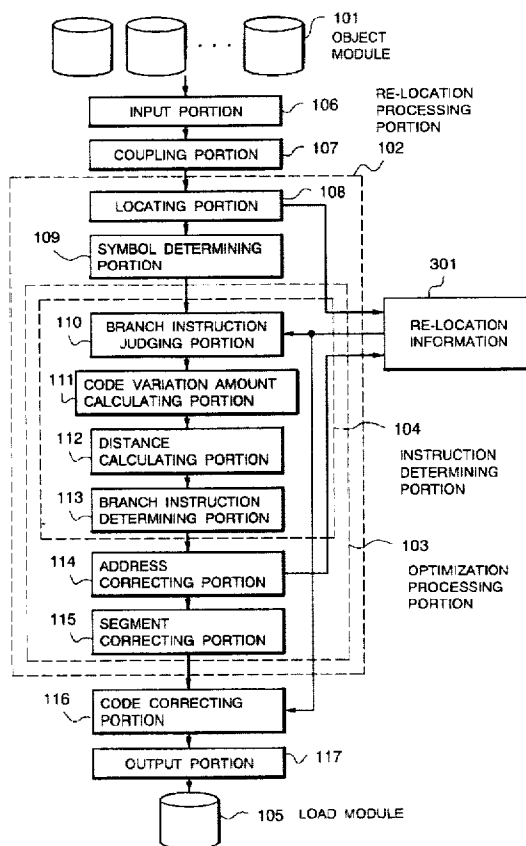 101
OBJECT
MODULE
. . .
INPUT PORTION
106
RE-LOCATION
PROCESSING
PORTION
COUPLING PORTION
107
102
LOCATING PORTION
108
109
SYMBOL DETERMINING
PORTION
301
RE-LOCATION
INFORMATION
110
BRANCH INSTRUCTION
JUDGING PORTION
111
CODE VARIATION AMOUNT
CALCULATING PORTION
112
DISTANCE
CALCULATING PORTION
104
INSTRUCTION
DETERMINING
PORTION
113
BRANCH INSTRUCTION
DETERMINING PORTION
103
OPTIMIZATION
PROCESSING
PORTION
114
ADDRESS
CORRECTING PORTION
115
SEGMENT
CORRECTING PORTION
116
CODE CORRECTING
PORTION
OUTPUT PORTION
117
105 LOAD MODULE